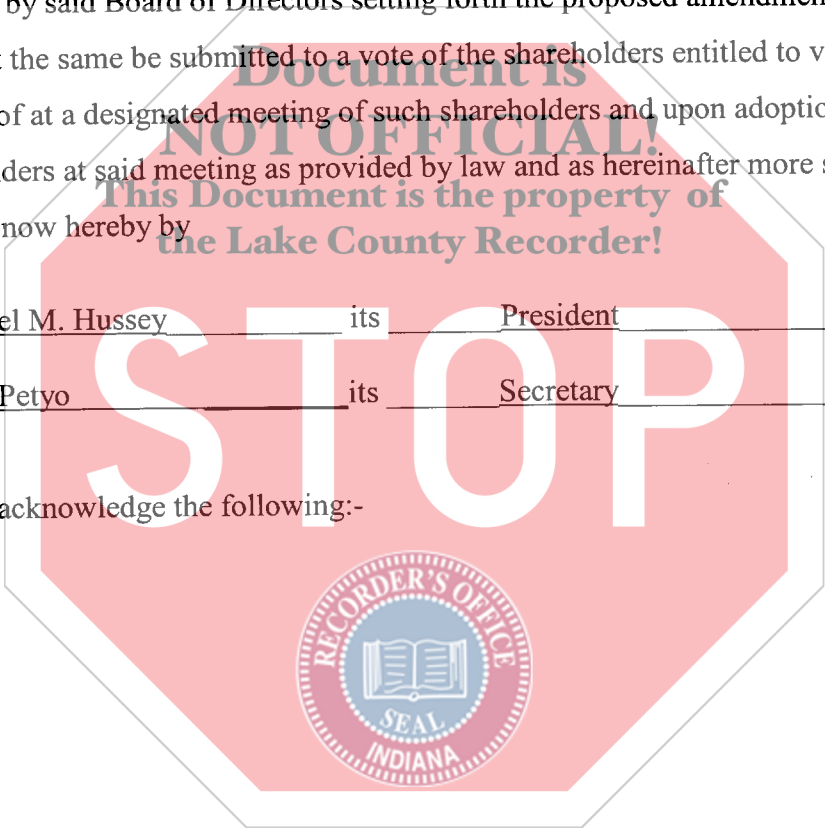 by said Board of Directors setting forth the proposed amendmen
the same be submitted to a vote of the shareholders entitled to v
Document is
of at a designated meeting of such shareholders and upon adoptio
NOT OFFICIAL!
ders at said meeting as provided by law and as hereinafter more s
This Document is the property of
now hereby by
the Lake County Recorder!
el M. Hussey its President
Petyo its Secretary
STOP
acknowledge the following:-
RECORDER'S OFFICE
SEAL
INDIANA